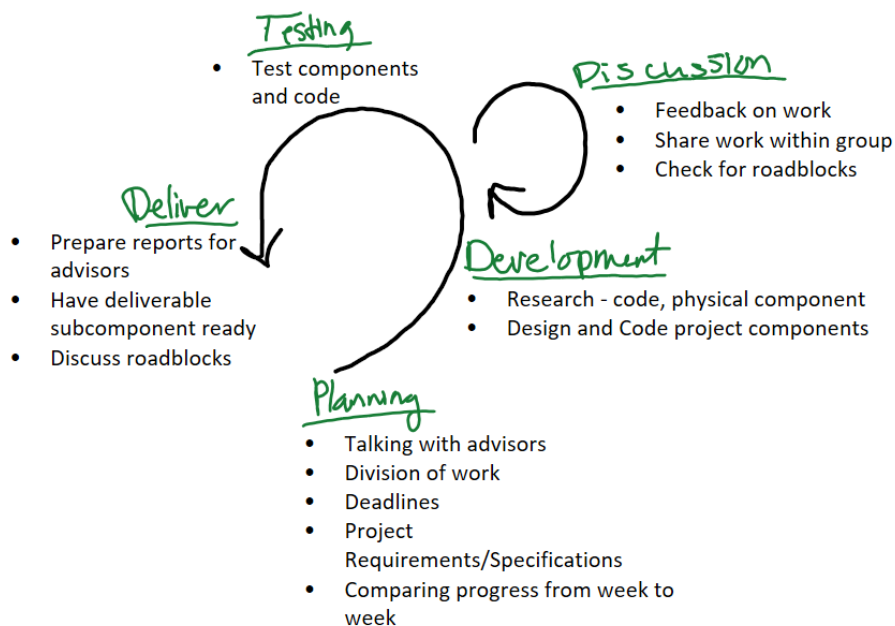 Testing
• Test components
and code
Discussion
• Feedback on work
• Share work within group
• Check for roadblocks
Deliver
• Prepare reports for
advisors
• Have deliverable
subcomponent ready
• Discuss roadblocks
Development
• Research - code, physical component
• Design and Code project components
Planning
• Talking with advisors
• Division of work
• Deadlines
• Project
Requirements/Specifications
• Comparing progress from week to
week